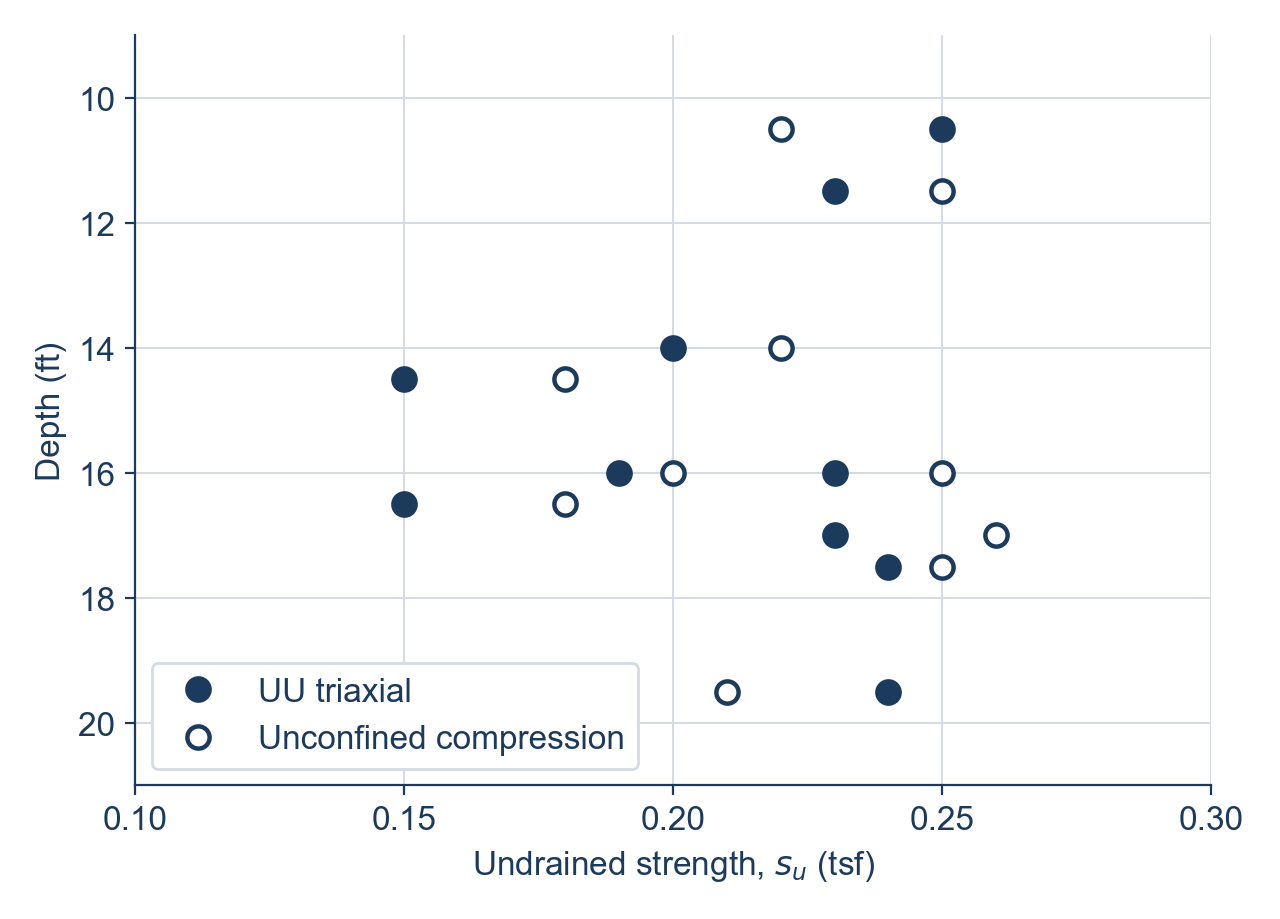 10
12
14
16
18
20
Depth (ft)
UU triaxial
Unconfined compression
0.10 0.15 0.20 0.25 0.30
Undrained strength, su (tsf)